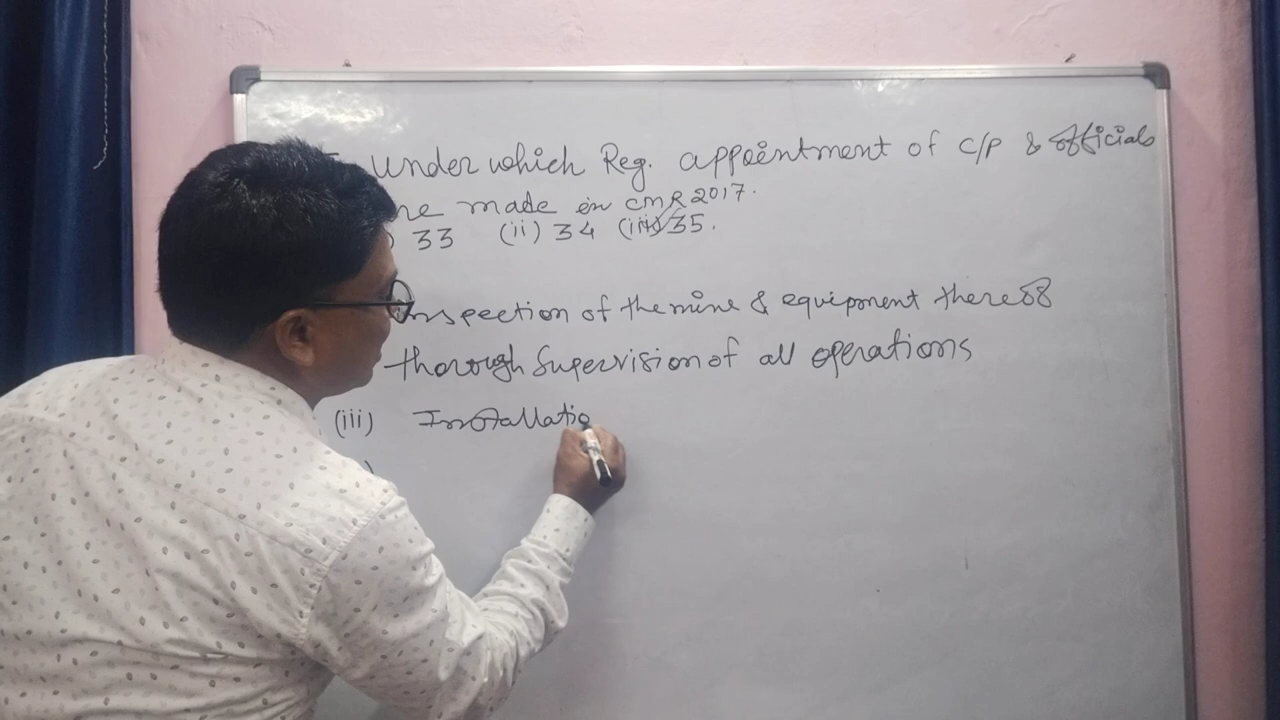 Under which Reg. appointment of C/P & officials
made in CMR 2017.
33 (ii) 34 (iii) 35.
Inspection of the mine & equipment thereof
thorough Supervision of all operations
(iii) Installatio